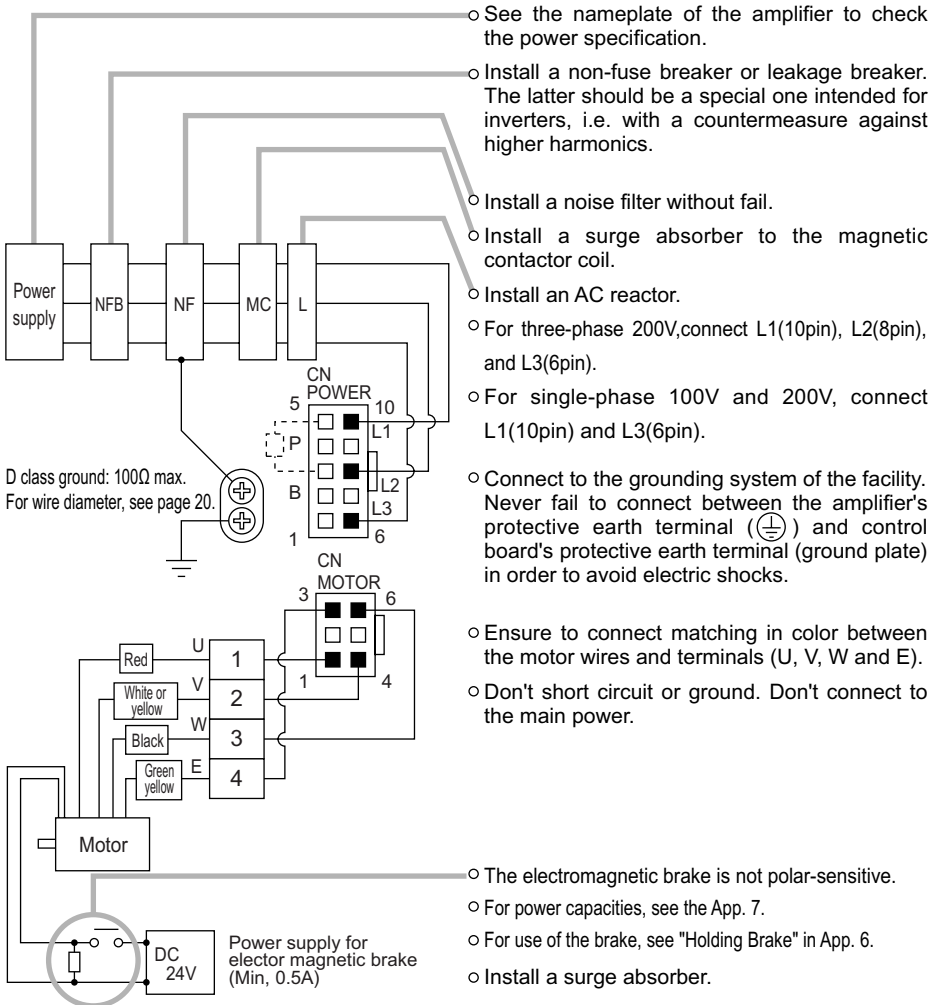 See the nameplate of the amplifier to check
the power specification.
Install a non-fuse breaker or leakage breaker.
The latter should be a special one intended for
inverters, i.e. with a countermeasure against
higher harmonics.
Install a noise filter without fail.
Install a surge absorber to the magnetic
contactor coil.
Install an AC reactor.
For three-phase 200V,connect L1(10pin), L2(8pin),
and L3(6pin).
For single-phase 100V and 200V, connect
L1(10pin) and L3(6pin).
Connect to the grounding system of the facility.
Never fail to connect between the amplifier's
protective earth terminal (⏚) and control
board's protective earth terminal (ground plate)
in order to avoid electric shocks.
Ensure to connect matching in color between
the motor wires and terminals (U, V, W and E).
Don't short circuit or ground. Don't connect to
the main power.
The electromagnetic brake is not polar-sensitive.
For power capacities, see the App. 7.
For use of the brake, see "Holding Brake" in App. 6.
Install a surge absorber.
Power
supply
NFB
NF
MC
L
CN
POWER
5
10
L1
P
L2
B
L3
1
6
D class ground: 100Ω max.
For wire diameter, see page 20.
CN
MOTOR
3
6
1
4
Red
U
1
White or
yellow
V
2
Black
W
3
Green
yellow
E
4
Motor
DC
24V
Power supply for
elector magnetic brake
(Min, 0.5A)